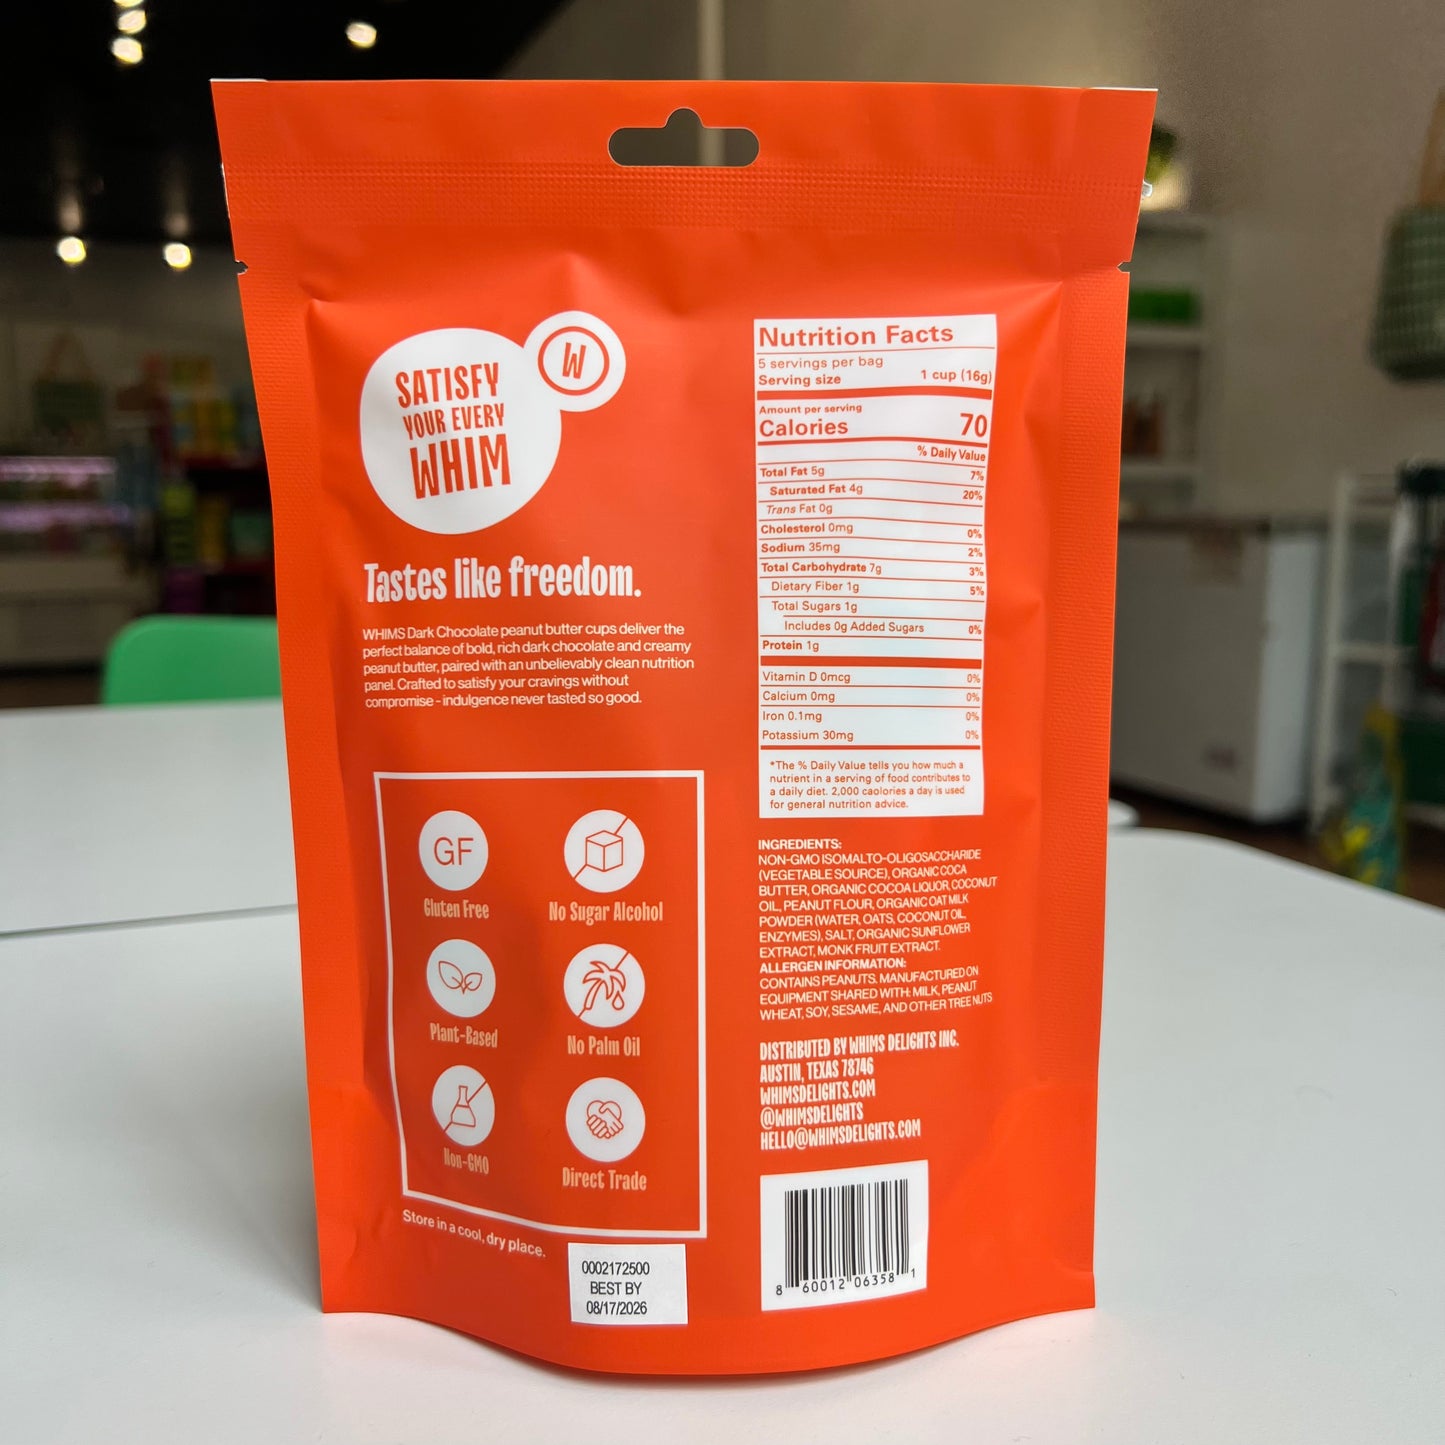 SATISFY
YOUR EVERY
WHIM
W
Tastes like freedom.
WHIMS Dark Chocolate peanut butter cups deliver the
perfect balance of bold, rich dark chocolate and creamy
peanut butter, paired with an unbelievably clean nutrition
panel. Crafted to satisfy your cravings without
compromise - indulgence never tasted so good.
GF
Gluten Free
No Sugar Alcohol
Plant-Based
No Palm Oil
Non-GMO
Direct Trade
Store in a cool, dry place.
0002172500
BEST BY
08/17/2026
Nutrition Facts
5 servings per bag
Serving size 1 cup (16g)
Amount per serving
Calories 70
% Daily Value
Total Fat 5g 7%
Saturated Fat 4g 20%
Trans Fat 0g
Cholesterol 0mg 0%
Sodium 35mg 2%
Total Carbohydrate 7g 3%
Dietary Fiber 1g 5%
Total Sugars 1g
Includes 0g Added Sugars 0%
Protein 1g
Vitamin D 0mcg 0%
Calcium 0mg 0%
Iron 0.1mg 0%
Potassium 30mg 0%
*The % Daily Value tells you how much a
nutrient in a serving of food contributes to
a daily diet. 2,000 caolories a day is used
for general nutrition advice.
INGREDIENTS:
NON-GMO ISOMALTO-OLIGOSACCHARIDE
(VEGETABLE SOURCE), ORGANIC COCA
BUTTER, ORGANIC COCOA LIQUOR, COCONUT
OIL, PEANUT FLOUR, ORGANIC OAT MILK
POWDER (WATER, OATS, COCONUT OIL,
ENZYMES), SALT, ORGANIC SUNFLOWER
EXTRACT, MONK FRUIT EXTRACT.
ALLERGEN INFORMATION:
CONTAINS PEANUTS. MANUFACTURED ON
EQUIPMENT SHARED WITH: MILK, PEANUT
WHEAT, SOY, SESAME, AND OTHER TREE NUTS
DISTRIBUTED BY WHIMS DELIGHTS INC.
AUSTIN, TEXAS 78746
WHIMSDELIGHTS.COM
@WHIMSDELIGHTS
HELLO@WHIMSDELIGHTS.COM
8 60012 06358 1